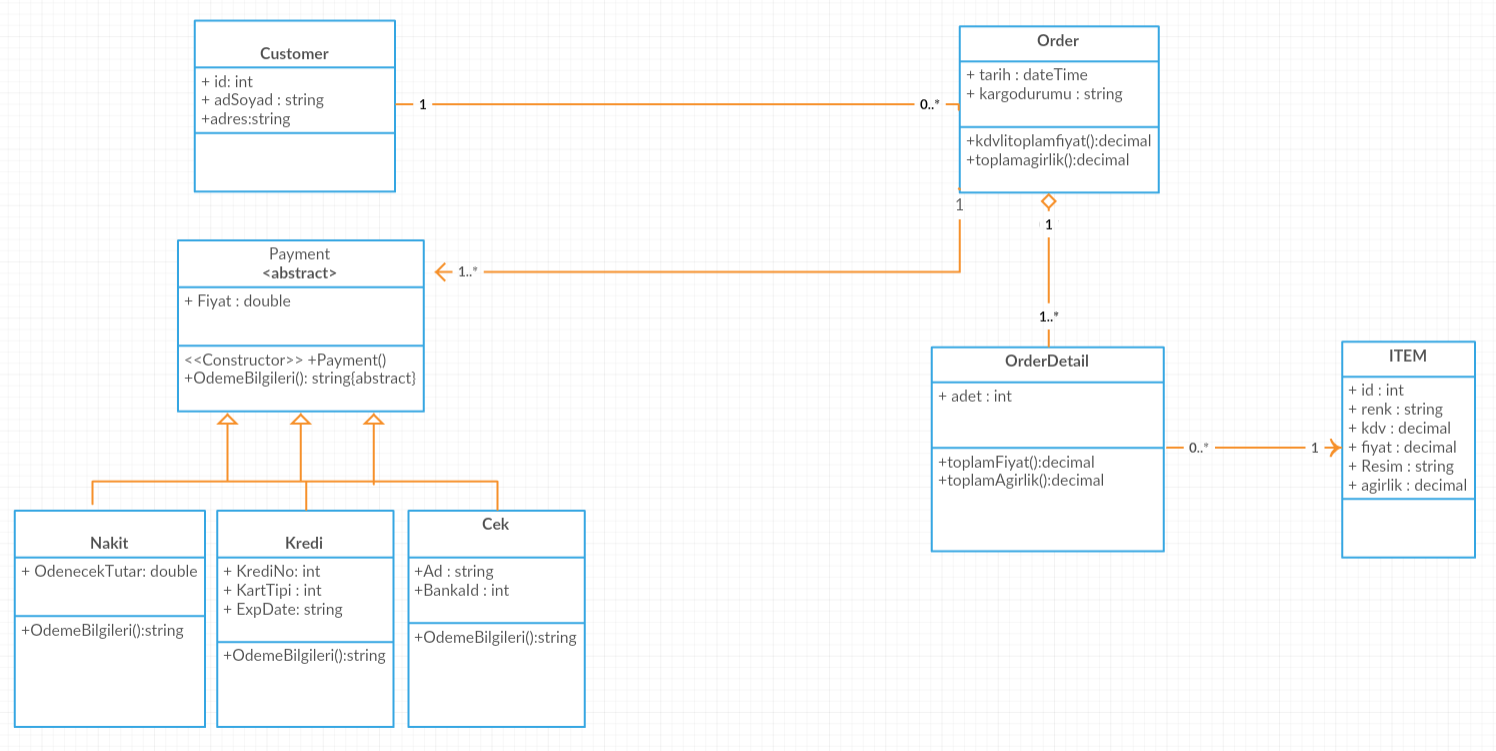 Customer
+ id: int
+ adSoyad : string
+adres:string
1
0..*
Order
+ tarih : dateTime
+ kargodurumu : string
+kdvlitoplamfiyat():decimal
+toplamagirlik():decimal
1
1
1..*
Payment
<abstract>
+ Fiyat : double
<<Constructor>> +Payment()
+OdemeBilgileri(): string{abstract}
1..*
OrderDetail
+ adet : int
+toplamFiyat():decimal
+toplamAgirlik():decimal
0..*
1
ITEM
+ id : int
+ renk : string
+ kdv : decimal
+ fiyat : decimal
+ Resim : string
+ agirlik : decimal
Nakit
+ OdenecekTutar: double
+OdemeBilgileri():string
Kredi
+ KrediNo: int
+ KartTipi : int
+ ExpDate: string
+OdemeBilgileri():string
Cek
+Ad : string
+BankaId : int
+OdemeBilgileri():string